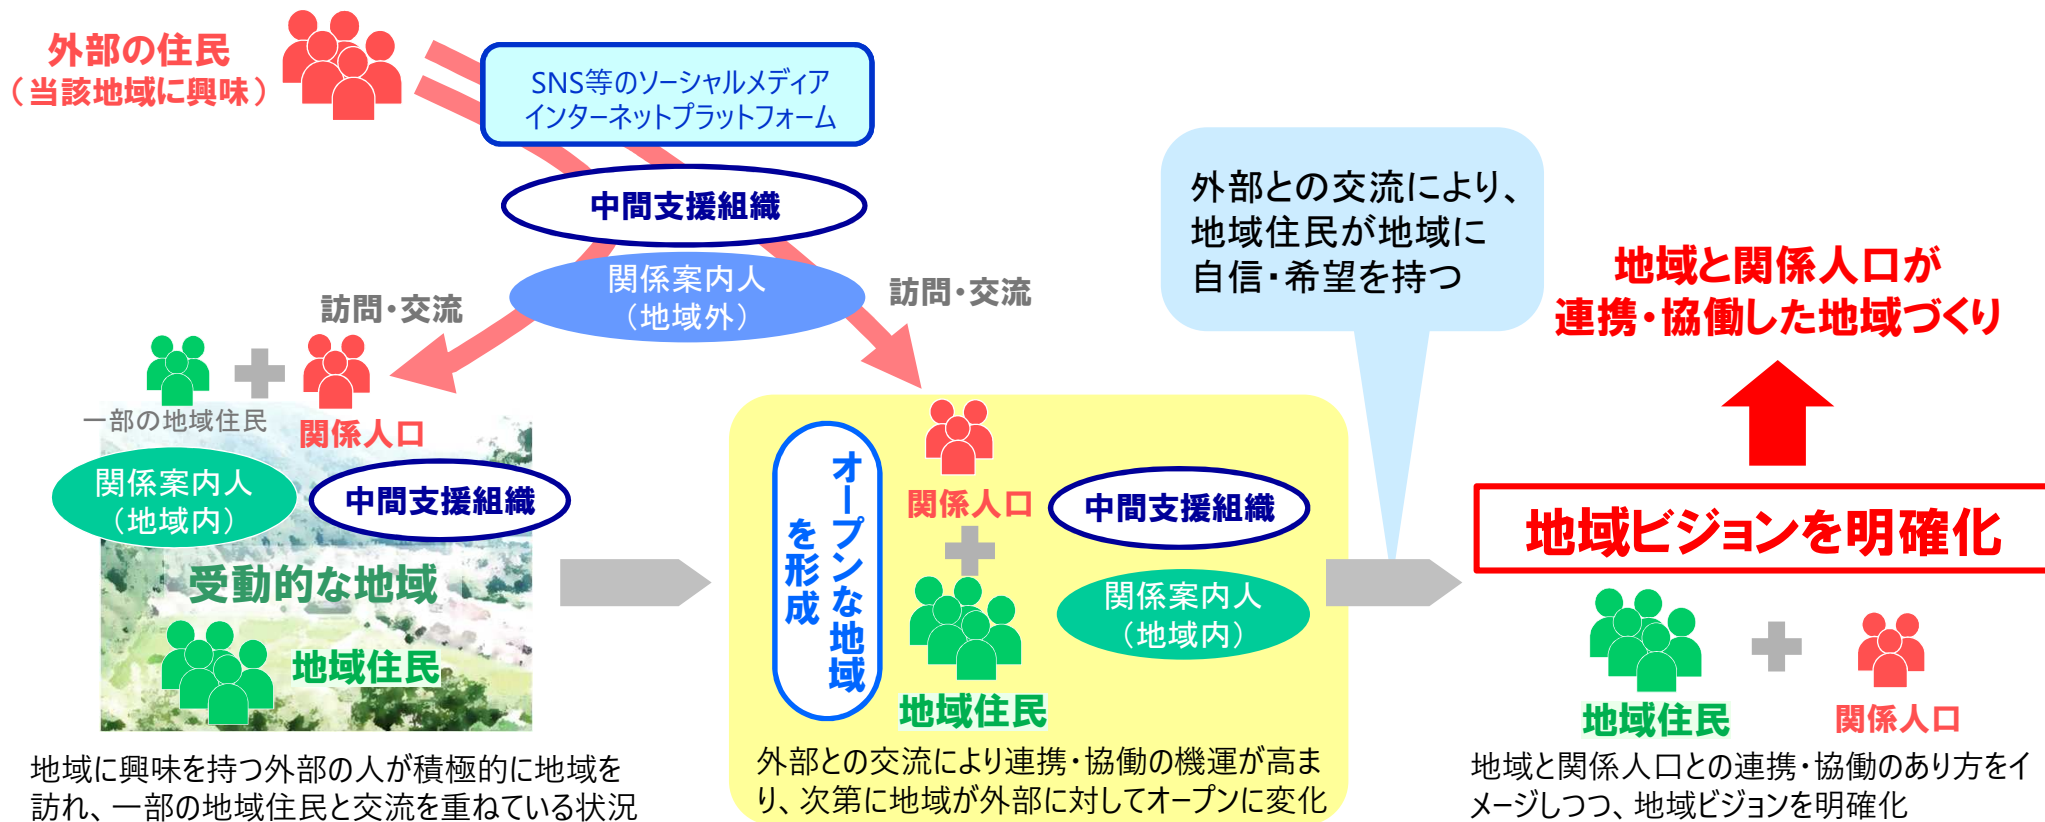 外部の住民
（当該地域に興味）
SNS等のソーシャルメディア
インターネットプラットフォーム
中間支援組織
関係案内人
（地域外）
訪問・交流
訪問・交流
一部の地域住民
関係人口
関係案内人
（地域内）
中間支援組織
受動的な地域
地域住民
地域に興味を持つ外部の人が積極的に地域を
訪れ、一部の地域住民と交流を重ねている状況
オープンな地域
を形成
関係人口
中間支援組織
関係案内人
（地域内）
地域住民
外部との交流により連携・協働の機運が高ま
り、次第に地域が外部に対してオープンに変化
外部との交流により、
地域住民が地域に
自信・希望を持つ
地域と関係人口が
連携・協働した地域づくり
地域ビジョンを明確化
地域住民
関係人口
地域と関係人口との連携・協働のあり方をイ
メージしつつ、地域ビジョンを明確化